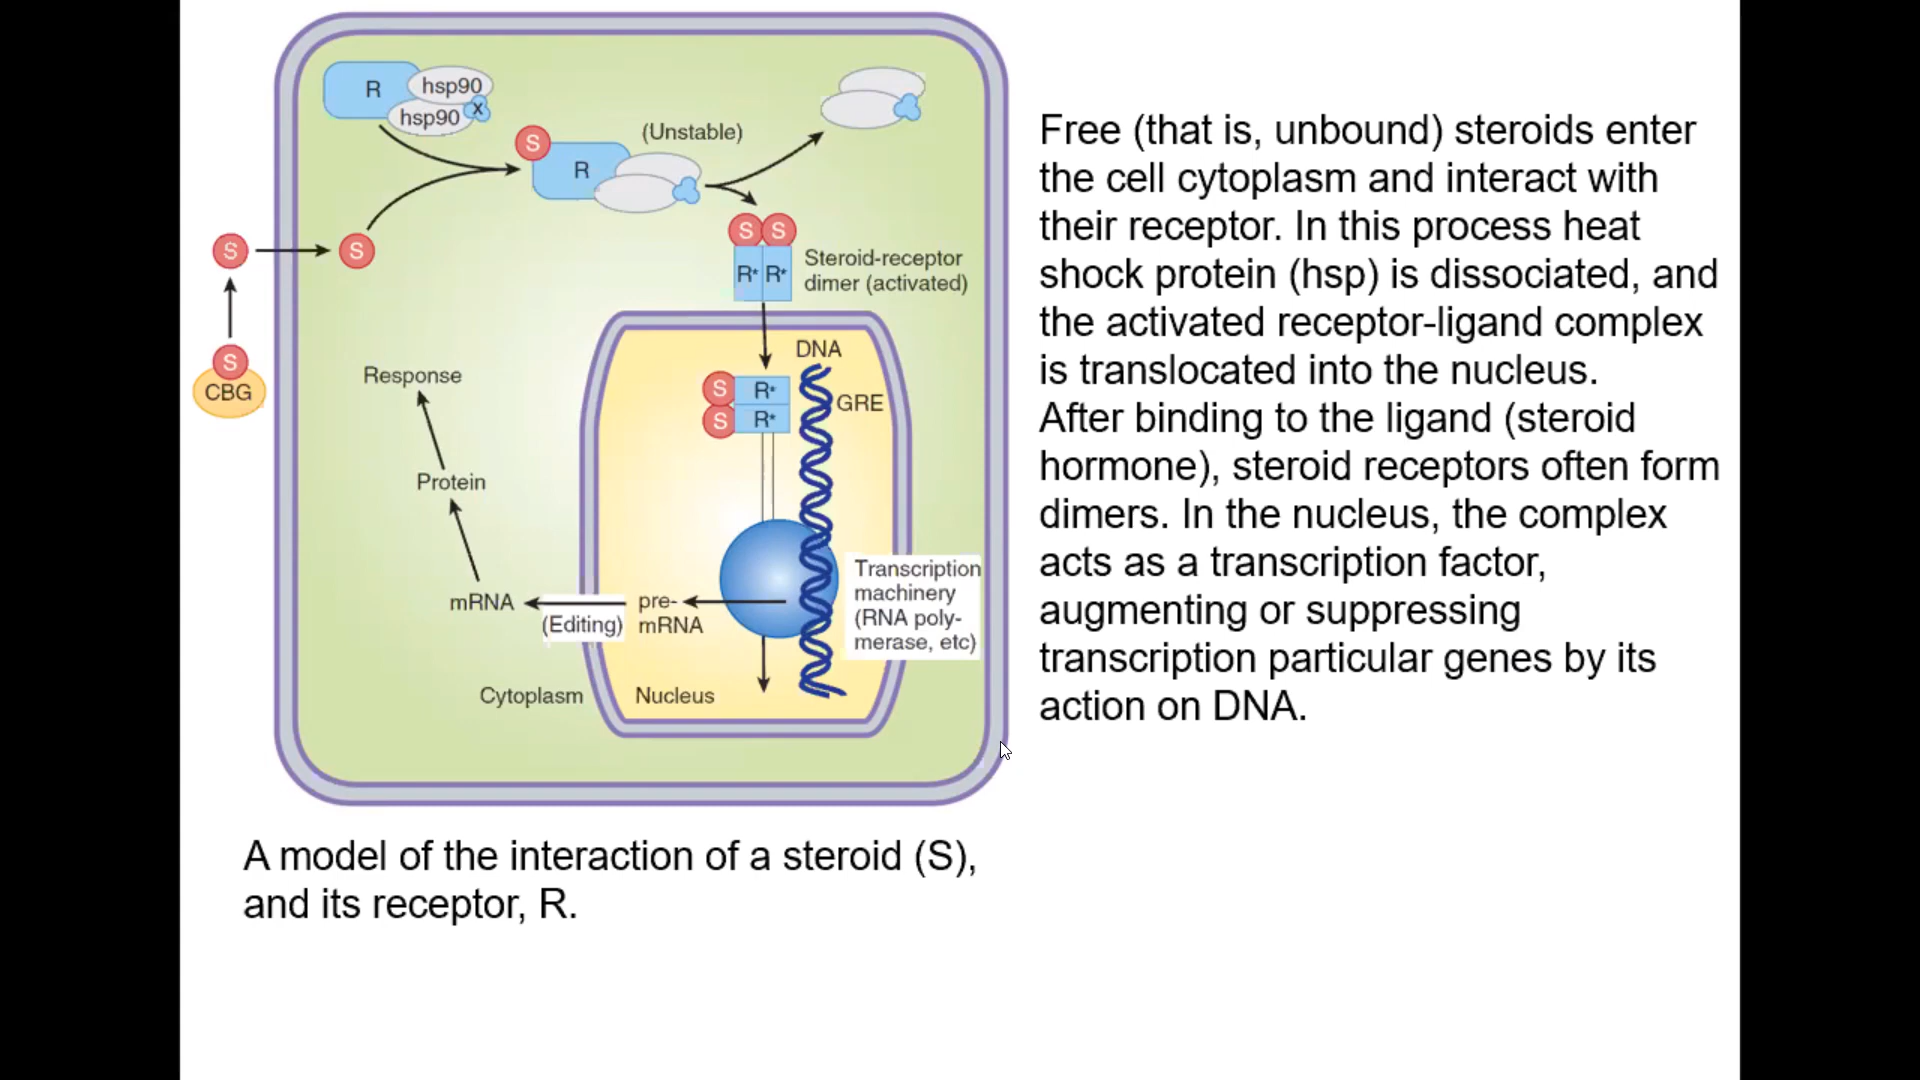 R
hsp90
hsp90
X
S
R
(Unstable)
S
S
S S
R* R*
Steroid-receptor
dimer (activated)
S
CBG
DNA
GRE
S R*
S R*
Response
Protein
mRNA
(Editing)
pre-
mRNA
Transcription
machinery
(RNA poly-
merase, etc)
Cytoplasm
Nucleus
A model of the interaction of a steroid (S),
and its receptor, R.
Free (that is, unbound) steroids enter
the cell cytoplasm and interact with
their receptor. In this process heat
shock protein (hsp) is dissociated, and
the activated receptor-ligand complex
is translocated into the nucleus.
After binding to the ligand (steroid
hormone), steroid receptors often form
dimers. In the nucleus, the complex
acts as a transcription factor,
augmenting or suppressing
transcription particular genes by its
action on DNA.